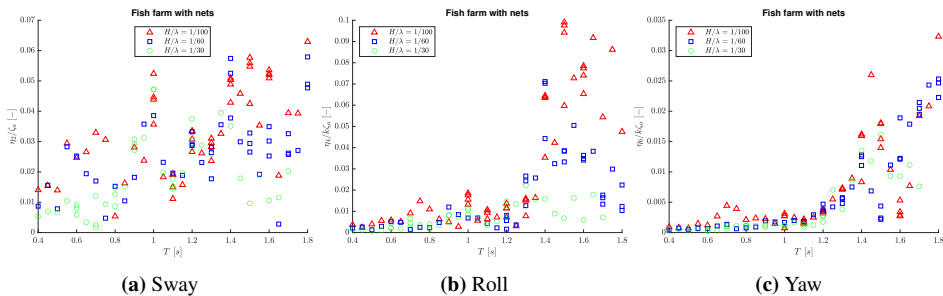 Fish farm with nets
H/λ = 1/100
H/λ = 1/60
H/λ = 1/30
0.07
0.06
0.05
0.04
0.03
0.02
0.01
0
η₂/ζₐ [−]
0.4 0.6 0.8 1 1.2 1.4 1.6 1.8
T [s]
(a) Sway
Fish farm with nets
H/λ = 1/100
H/λ = 1/60
H/λ = 1/30
0.1
0.09
0.08
0.07
0.06
0.05
0.04
0.03
0.02
0.01
0
η₄/kζₐ [−]
0.4 0.6 0.8 1 1.2 1.4 1.6 1.8
T [s]
(b) Roll
Fish farm with nets
H/λ = 1/100
H/λ = 1/60
H/λ = 1/30
0.035
0.03
0.025
0.02
0.015
0.01
0.005
0
η₆/kζₐ [−]
0.4 0.6 0.8 1 1.2 1.4 1.6 1.8
T [s]
(c) Yaw